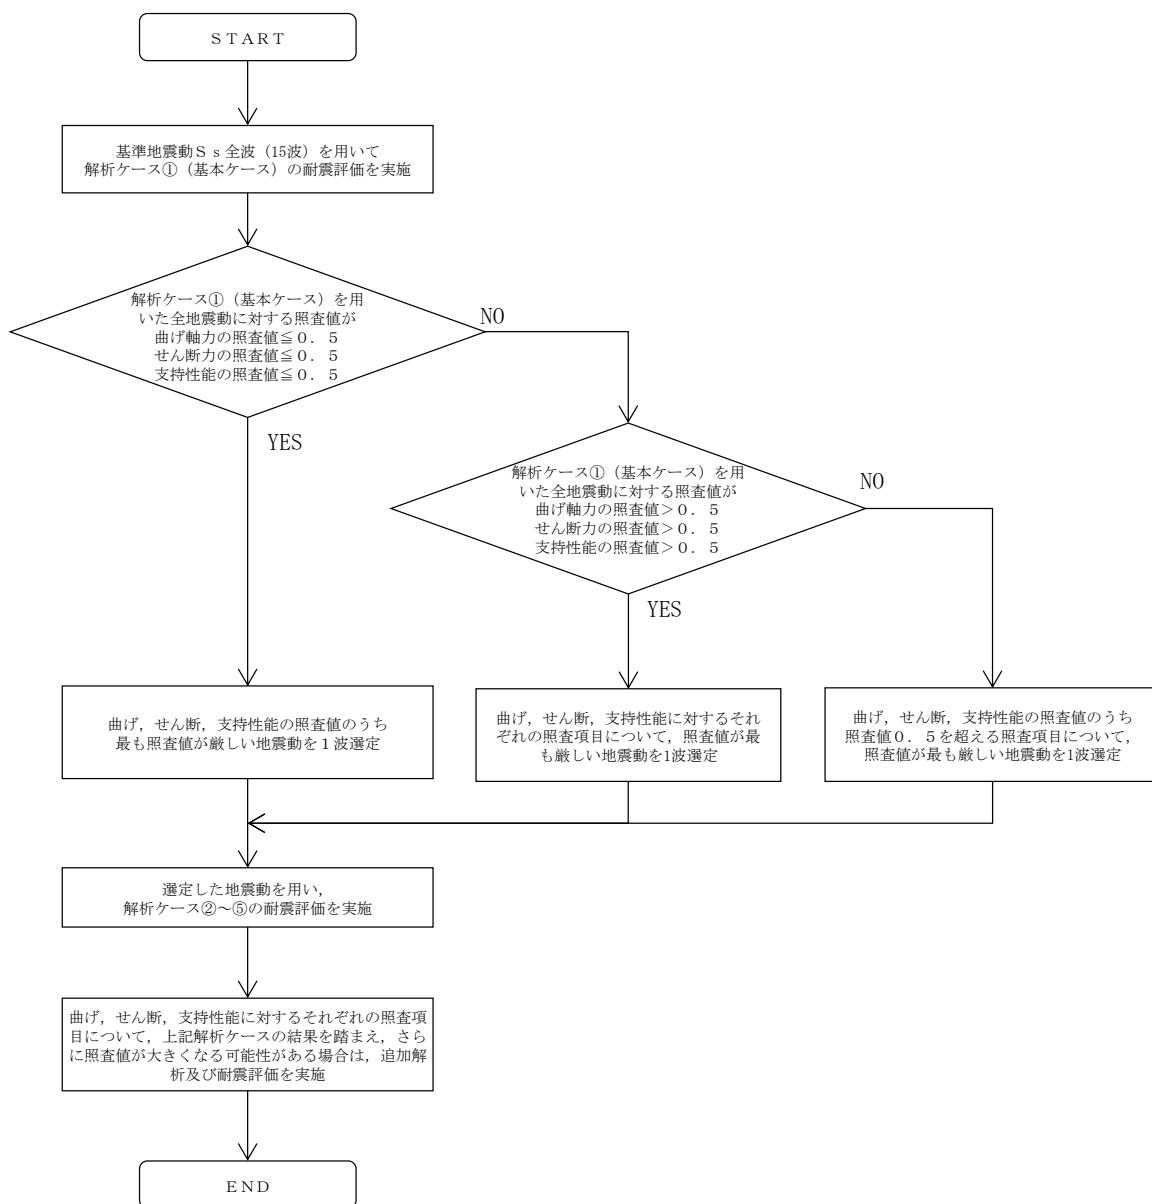 ＳＴＡＲＴ
基準地震動Ｓｓ全波（15波）を用いて
解析ケース①（基本ケース）の耐震評価を実施
解析ケース①（基本ケース）を用
いた全地震動に対する照査値が
曲げ軸力の照査値≦０．５
せん断力の照査値≦０．５
支持性能の照査値≦０．５
NO
YES
解析ケース①（基本ケース）を用
いた全地震動に対する照査値が
曲げ軸力の照査値＞０．５
せん断力の照査値＞０．５
支持性能の照査値＞０．５
NO
YES
曲げ，せん断，支持性能の照査値のうち
最も照査値が厳しい地震動を１波選定
曲げ，せん断，支持性能に対するそれ
ぞれの照査項目について，照査値が最
も厳しい地震動を1波選定
曲げ，せん断，支持性能の照査値のうち
照査値０．５を超える照査項目について，
照査値が最も厳しい地震動を1波選定
選定した地震動を用い，
解析ケース②～⑤の耐震評価を実施
曲げ，せん断，支持性能に対するそれぞれの照査項
目について，上記解析ケースの結果を踏まえ，さら
に照査値が大きくなる可能性がある場合は，追加解
析及び耐震評価を実施
ＥＮＤ